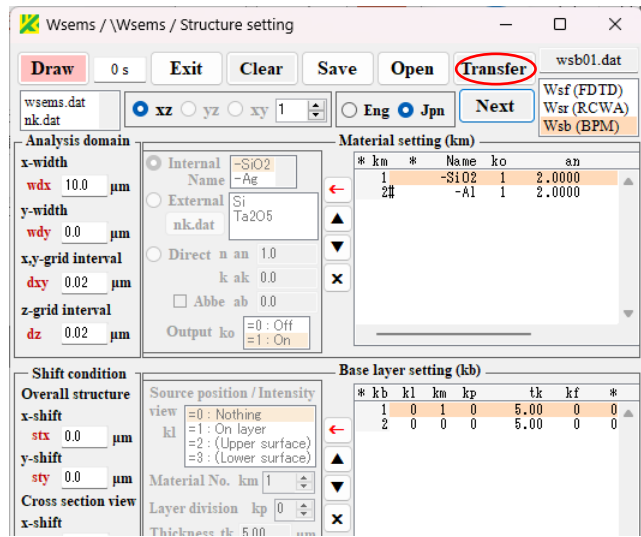 Wsems / \Wsems / Structure setting
Draw 0 s Exit Clear Save Open Transfer wsb01.dat
wsems.dat
nk.dat
xz yz xy 1 Eng Jpn Next
Wsf (FDTD)
Wsr (RCWA)
Wsb (BPM)
Analysis domain
x-width
wdx 10.0 µm
y-width
wdy 0.0 µm
x,y-grid interval
dxy 0.02 µm
z-grid interval
dz 0.02 µm
Internal
Name
-SiO2
-Ag
External
nk.dat
Si
Ta2O5
Direct n an 1.0
k ak 0.0
Abbe ab 0.0
Output ko
=0 : Off
=1 : On
←
▲
▼
x
Material setting (km)
* km * Name ko an
1 -SiO2 1 2.0000
2# -Al 1 2.0000
Shift condition
Overall structure
x-shift
stx 0.0 µm
y-shift
sty 0.0 µm
Cross section view
x-shift
Source position / Intensity
view
kl
=0 : Nothing
=1 : On layer
=2 : (Upper surface)
=3 : (Lower surface)
Material No. km 1
Layer division kp 0
Thickness tk 5.00 µm
←
▲
▼
x
Base layer setting (kb)
* kb kl km kp tk kf *
1 0 1 0 5.00 0 0
2 0 0 0 5.00 0 0